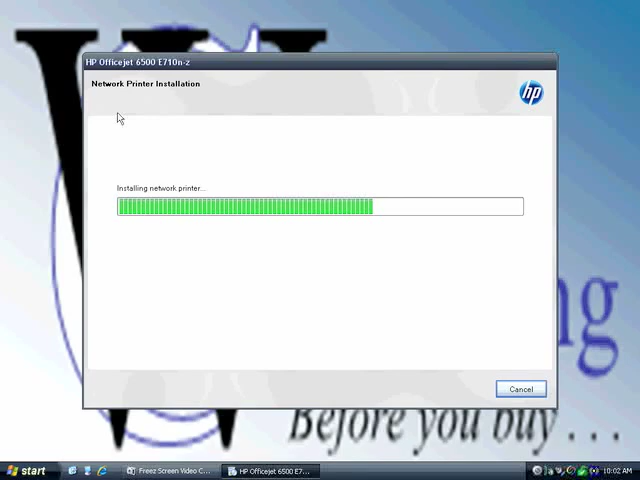 HP Officejet 6500 E710n-z
Network Printer Installation
hp
Installing network printer...
ng
Cancel
Before you buy . . .
start
Freez Screen Video C...
HP Officejet 6500 E7...
10:02 AM